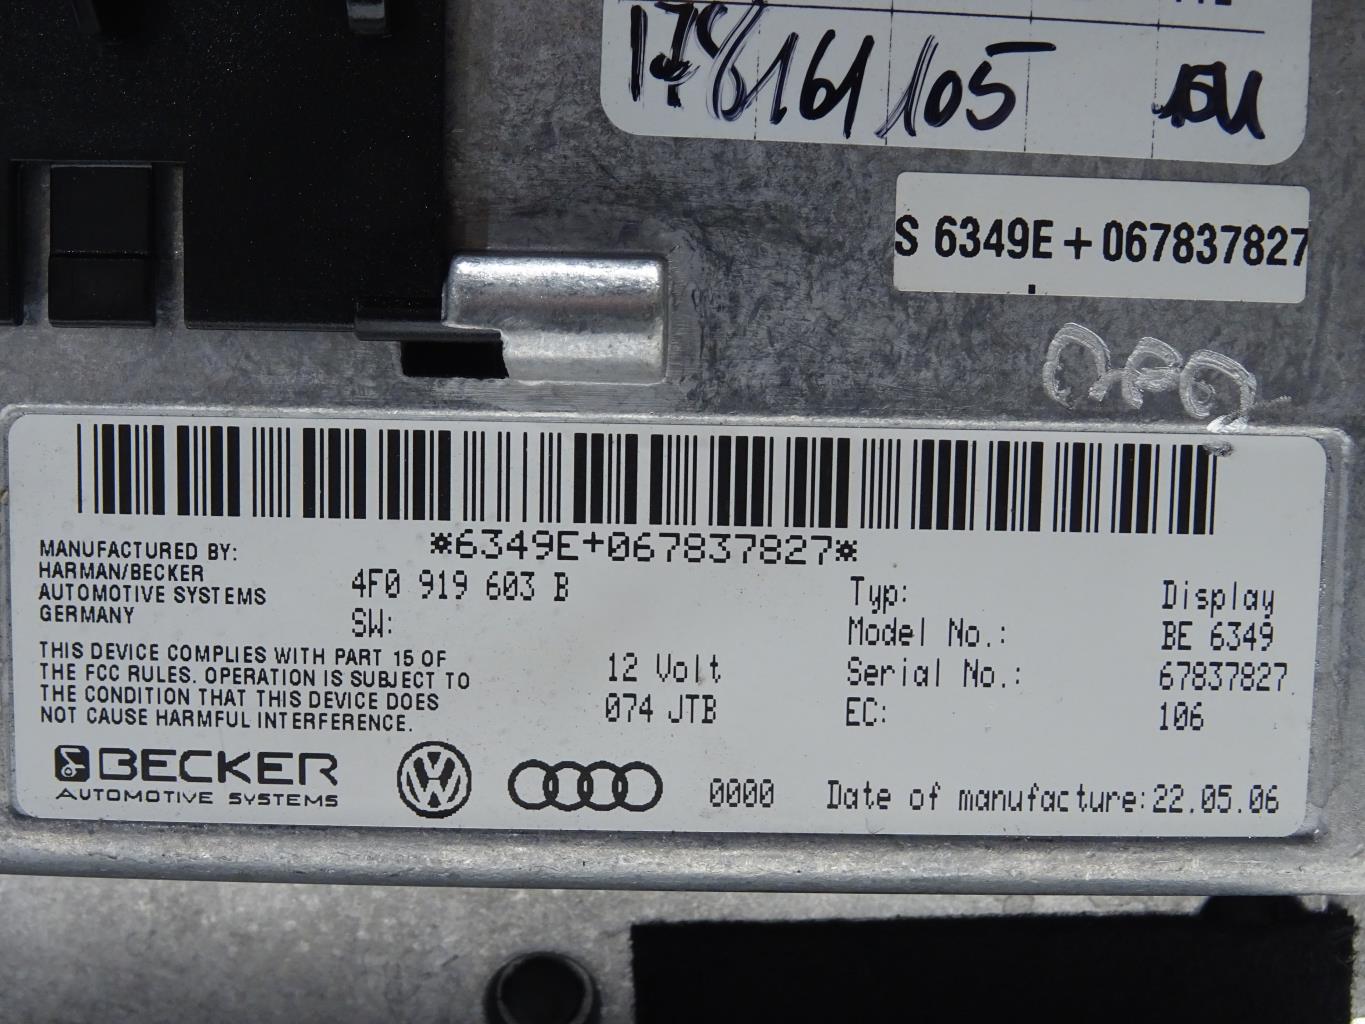 161 105
S 6349E+067837827
*6349E+067837827*
MANUFACTURED BY:
HARMAN/BECKER
AUTOMOTIVE SYSTEMS
GERMANY
4F0 919 603 B
SW:
THIS DEVICE COMPLIES WITH PART 15 OF
THE FCC RULES. OPERATION IS SUBJECT TO
THE CONDITION THAT THIS DEVICE DOES
NOT CAUSE HARMFUL INTERFERENCE.
12 Volt
074 JTB
Typ: Display
Model No.: BE 6349
Serial No.: 67837827
EC: 106
BECKER
AUTOMOTIVE SYSTEMS
VW
0000
Date of manufacture: 22.05.06